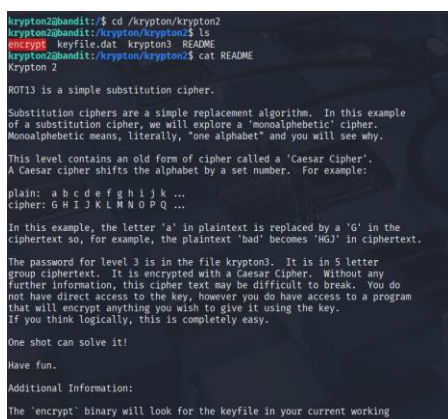 krypton2@bandit:/$ cd /krypton/krypton2
krypton2@bandit:/krypton/krypton2$ ls
encrypt keyfile.dat krypton3 README
krypton2@bandit:/krypton/krypton2$ cat README
Krypton 2
ROT13 is a simple substitution cipher.
Substitution ciphers are a simple replacement algorithm. In this example
of a substitution cipher, we will explore a 'monoalphebetic' cipher.
Monoalphebetic means, literally, "one alphabet" and you will see why.
This level contains an old form of cipher called a 'Caesar Cipher'.
A Caesar cipher shifts the alphabet by a set number. For example:
plain: a b c d e f g h i j k ...
cipher: G H I J K L M N O P Q ...
In this example, the letter 'a' in plaintext is replaced by a 'G' in the
ciphertext so, for example, the plaintext 'bad' becomes 'HGJ' in ciphertext.
The password for level 3 is in the file krypton3. It is in 5 letter
group ciphertext. It is encrypted with a Caesar Cipher. Without any
further information, this cipher text may be difficult to break. You do
not have direct access to the key, however you do have access to a program
that will encrypt anything you wish to give it using the key.
If you think logically, this is completely easy.
One shot can solve it!
Have fun.
Additional Information:
The `encrypt` binary will look for the keyfile in your current working